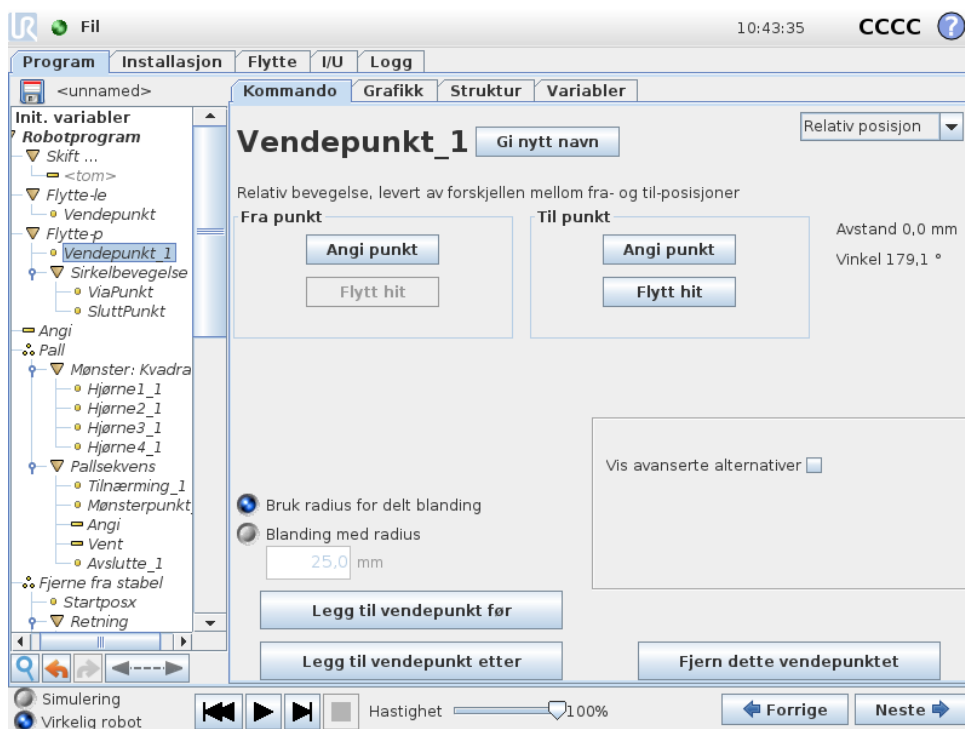 UR Fil 10:43:35 CCCC ?
Program Installasjon Flytte I/U Logg
<unnamed>
Kommando Grafikk Struktur Variabler
Init. variabler
Robotprogram
Skift ...
<tom>
Flytte-le
Vendepunkt
Flytte-p
Vendepunkt_1
Sirkelbevegelse
ViaPunkt
SluttPunkt
Angi
Pall
Mønster: Kvadra
Hjørne1_1
Hjørne2_1
Hjørne3_1
Hjørne4_1
Pallsekvens
Tilnærming_1
Mønsterpunkt_
Angi
Vent
Avslutte_1
Fjerne fra stabel
Startposx
Retning
Vendepunkt_1 Gi nytt navn Relativ posisjon
Relativ bevegelse, levert av forskjellen mellom fra- og til-posisjoner
Fra punkt
Angi punkt
Flytt hit
Til punkt
Angi punkt
Flytt hit
Avstand 0,0 mm
Vinkel 179,1 °
Vis avanserte alternativer
Bruk radius for delt blanding
Blanding med radius
25,0 mm
Legg til vendepunkt før
Legg til vendepunkt etter Fjern dette vendepunktet
Simulering
Virkelig robot
Hastighet 100% Forrige Neste